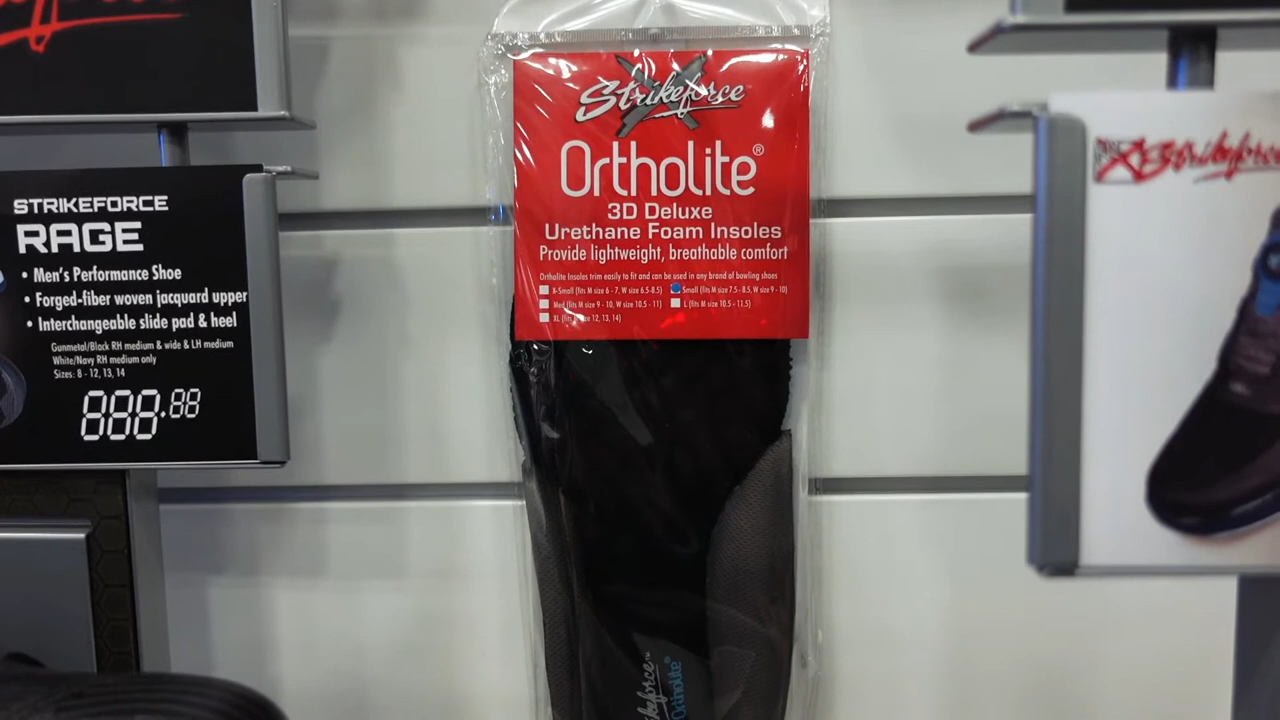 STRIKEFORCE
RAGE
• Men's Performance Shoe
• Forged-fiber woven jacquard upper
• Interchangeable slide pad & heel
Gunmetal/Black RH medium & wide & LH medium
White/Navy RH medium only
Sizes: 8 - 12, 13, 14
888.88
Strikeforce
Ortholite®
3D Deluxe
Urethane Foam Insoles
Provide lightweight, breathable comfort
Ortholite Insoles trim easily to fit and can be used in any brand of bowling shoes
X-Small (fits M size 6 - 7, W size 6.5-8.5) Small (fits M size 7.5 - 8.5, W size 9 - 10)
Med (fits M size 9 - 10, W size 10.5 - 11) L (fits M size 10.5 - 11.5)
XL (fits M size 12, 13, 14)
Strikeforce™
Ortholite®
Strikeforce